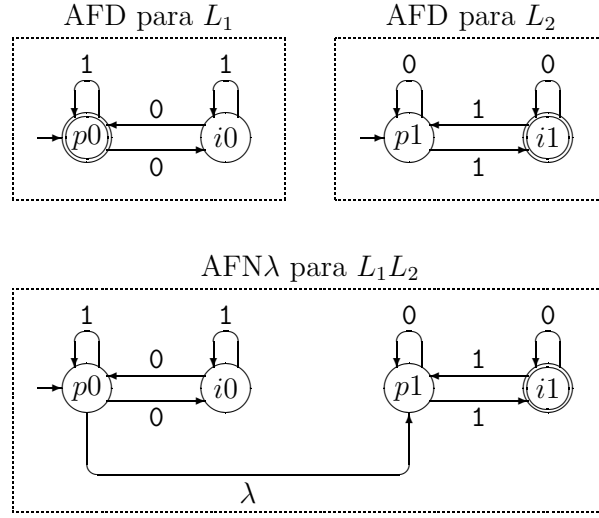 AFD para L₁ AFD para L₂
1 1 0 0
0 1
p0 i0 p1 i1
0 1
AFNλ para L₁L₂
1 1 0 0
0 1
p0 i0 p1 i1
0 1
λ